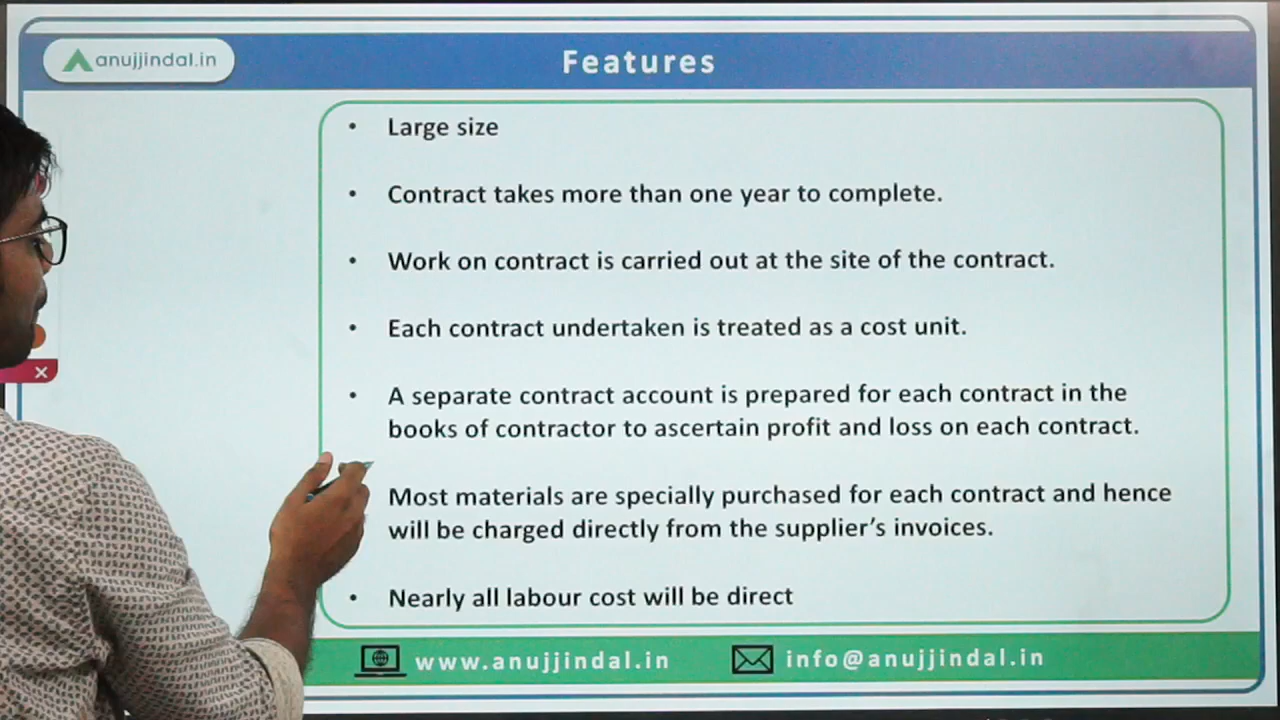 anujjindal.in
Features
• Large size
• Contract takes more than one year to complete.
• Work on contract is carried out at the site of the contract.
• Each contract undertaken is treated as a cost unit.
• A separate contract account is prepared for each contract in the
books of contractor to ascertain profit and loss on each contract.
Most materials are specially purchased for each contract and hence
will be charged directly from the supplier’s invoices.
• Nearly all labour cost will be direct
www.anujjindal.in
info@anujjindal.in